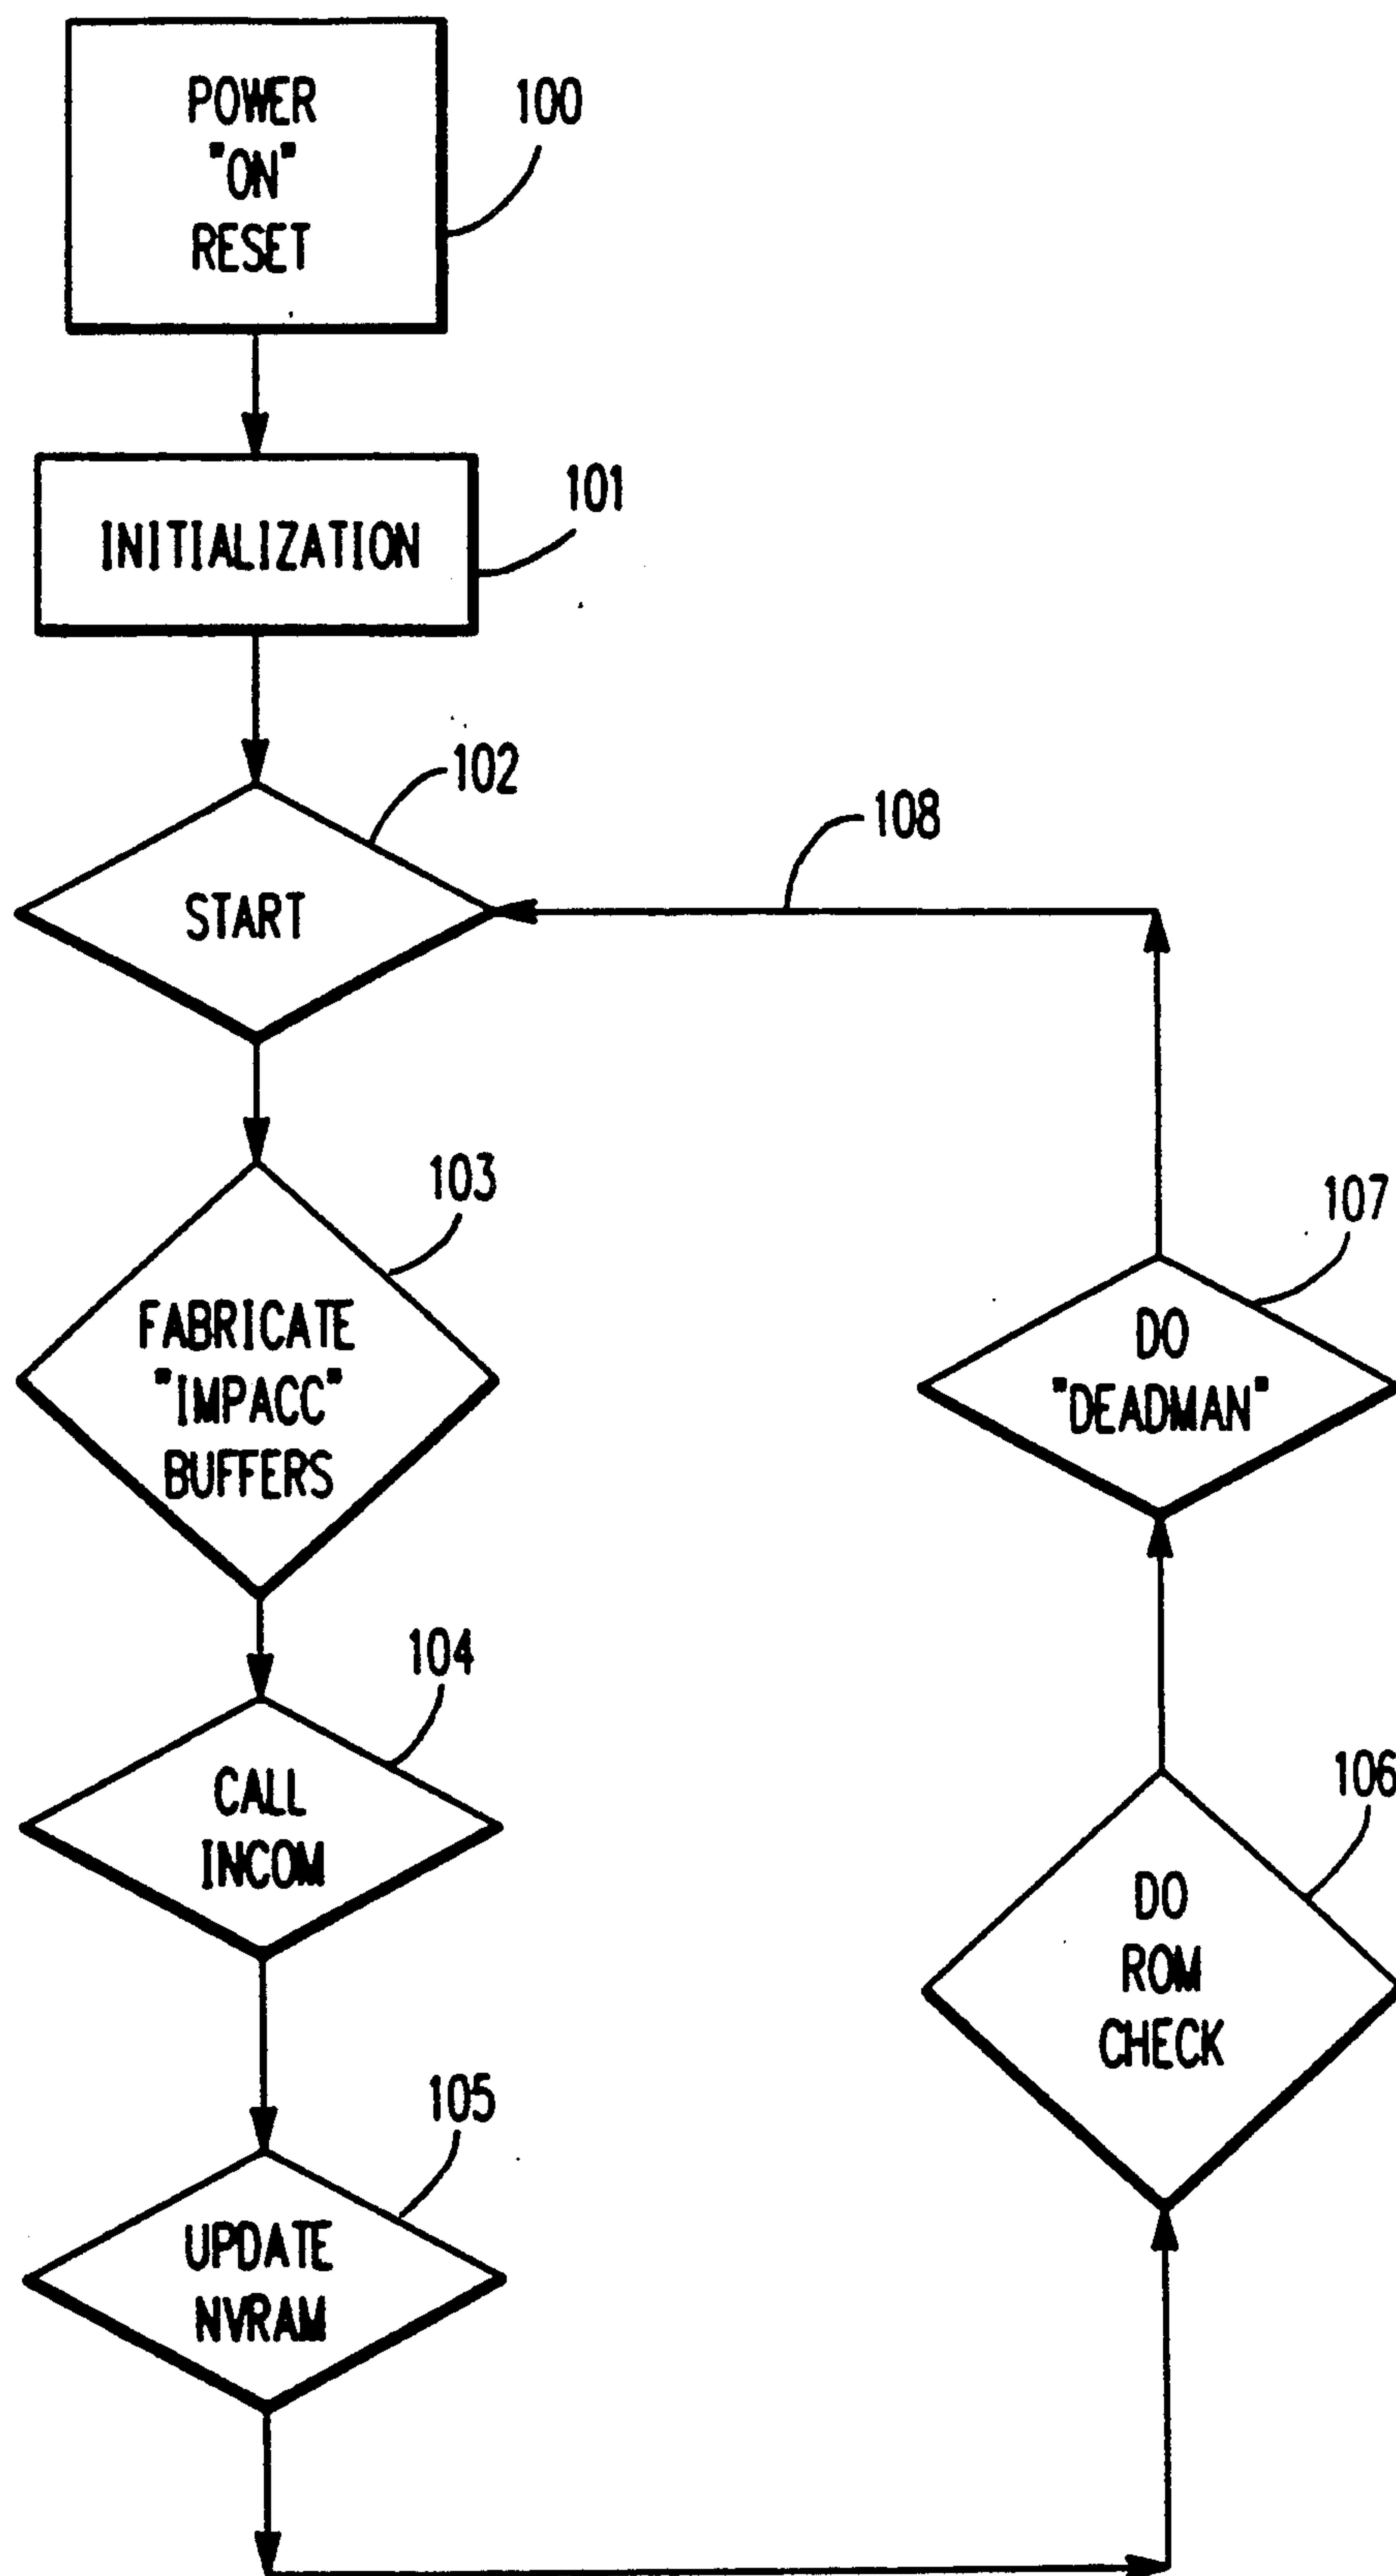 POWER
"ON"
RESET
100
INITIALIZATION
101
102
START
108
103
FABRICATE
"IMPACC"
BUFFERS
107
DO
"DEADMAN"
104
CALL
INCOM
106
DO
ROM
CHECK
105
UPDATE
NVRAM